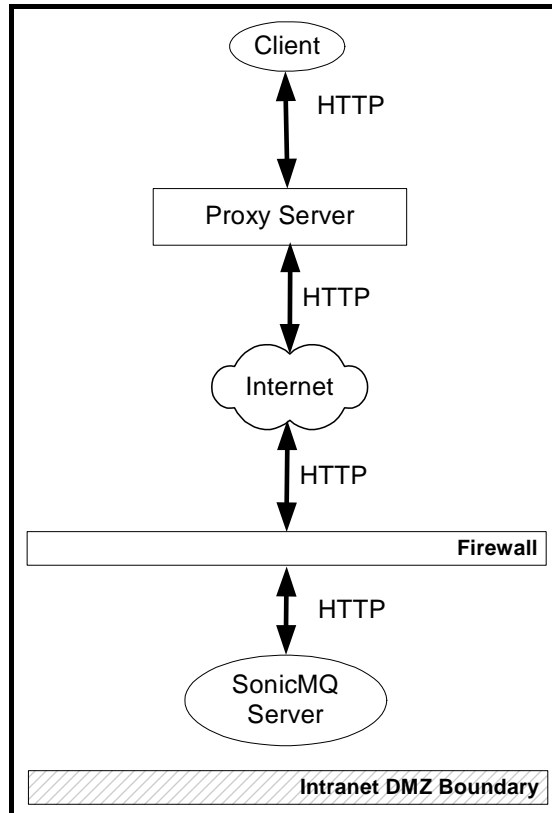 Client
HTTP
Proxy Server
HTTP
Internet
HTTP
Firewall
HTTP
SonicMQ
Server
Intranet DMZ Boundary